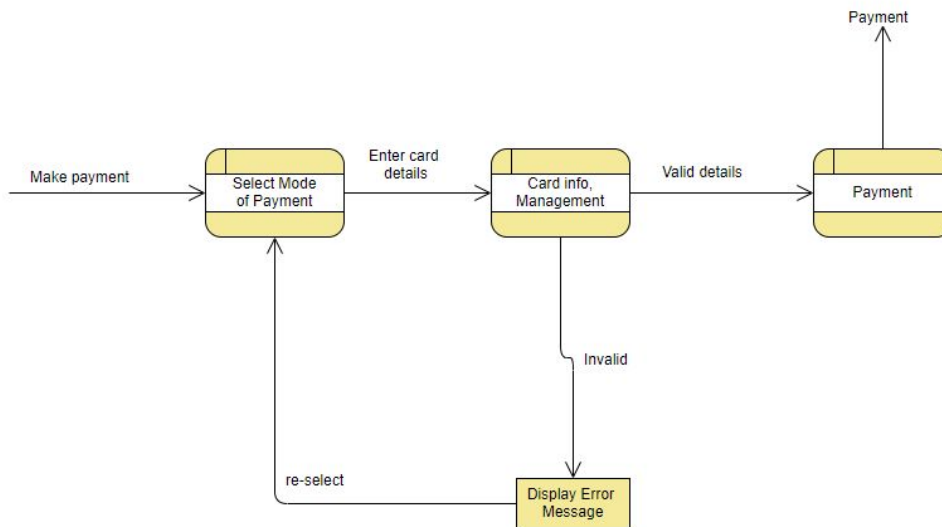 Payment
Make payment
Select Mode
of Payment
Enter card
details
Card info,
Management
Valid details
Payment
Invalid
re-select
Display Error
Message